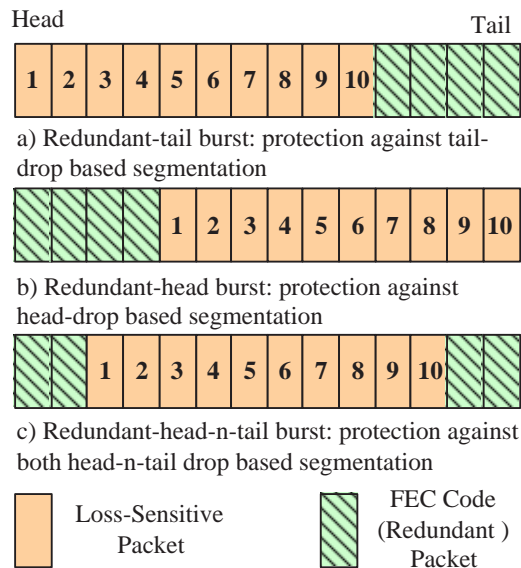 Head
Tail
1 2 3 4 5 6 7 8 9 10
a) Redundant-tail burst: protection against tail-
drop based segmentation
1 2 3 4 5 6 7 8 9 10
b) Redundant-head burst: protection against
head-drop based segmentation
1 2 3 4 5 6 7 8 9 10
c) Redundant-head-n-tail burst: protection against
both head-n-tail drop based segmentation
Loss-Sensitive
Packet
FEC Code
(Redundant )
Packet